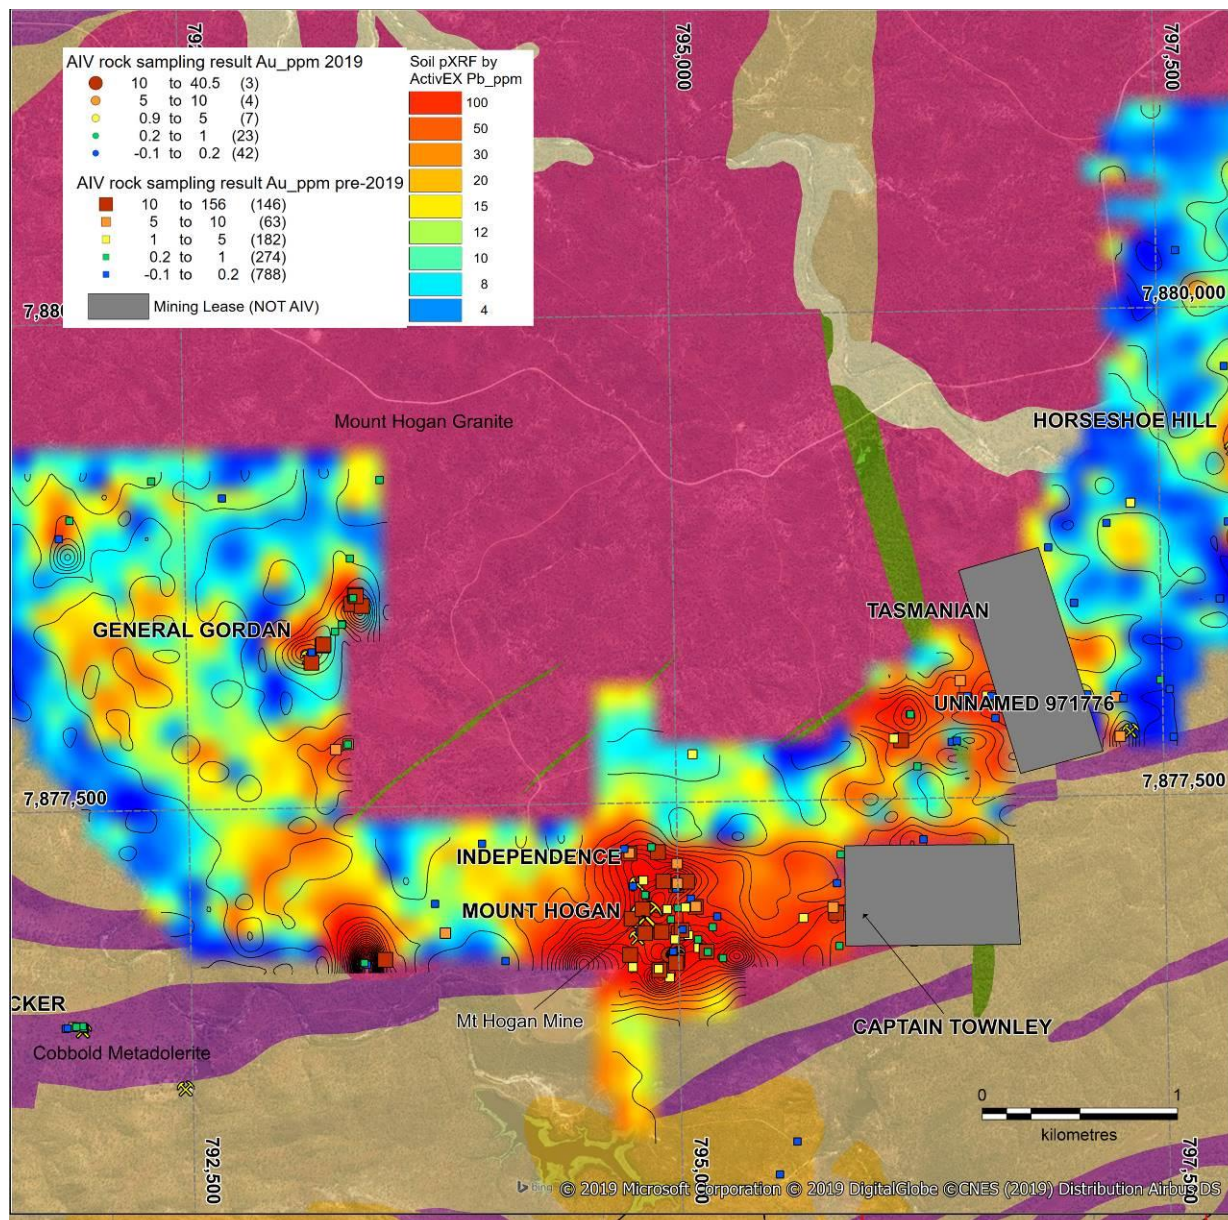 795,000
797,500
AIV rock sampling result Au_ppm 2019
10 to 40.5 (3)
5 to 10 (4)
0.9 to 5 (7)
0.2 to 1 (23)
-0.1 to 0.2 (42)
AIV rock sampling result Au_ppm pre-2019
10 to 156 (146)
5 to 10 (63)
1 to 5 (182)
0.2 to 1 (274)
-0.1 to 0.2 (788)
Mining Lease (NOT AIV)
Soil pXRF by
ActivEX Pb_ppm
100
50
30
20
15
12
10
8
4
7,880,000
Mount Hogan Granite
HORSESHOE HILL
TASMANIAN
GENERAL GORDAN
UNNAMED 971776
7,877,500
7,877,500
INDEPENDENCE
MOUNT HOGAN
CKER
Mt Hogan Mine
CAPTAIN TOWNLEY
Cobbold Metadolerite
0 1
kilometres
792,500
795,000
797,500
bing © 2019 Microsoft Corporation © 2019 DigitalGlobe ©CNES (2019) Distribution Airbus DS